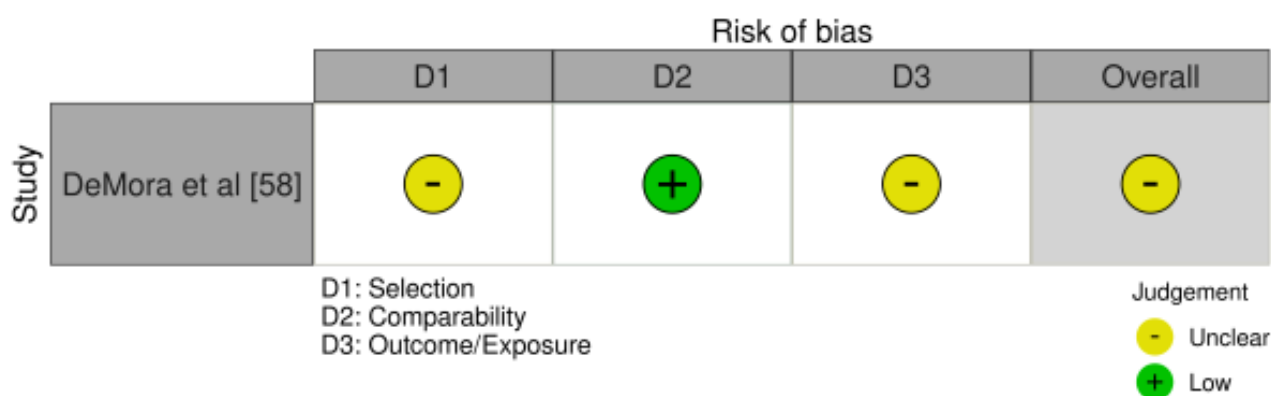 Risk of bias
D1 D2 D3 Overall
Study
DeMora et al [58] - + - -
D1: Selection
D2: Comparability
D3: Outcome/Exposure
Judgement
- Unclear
+ Low